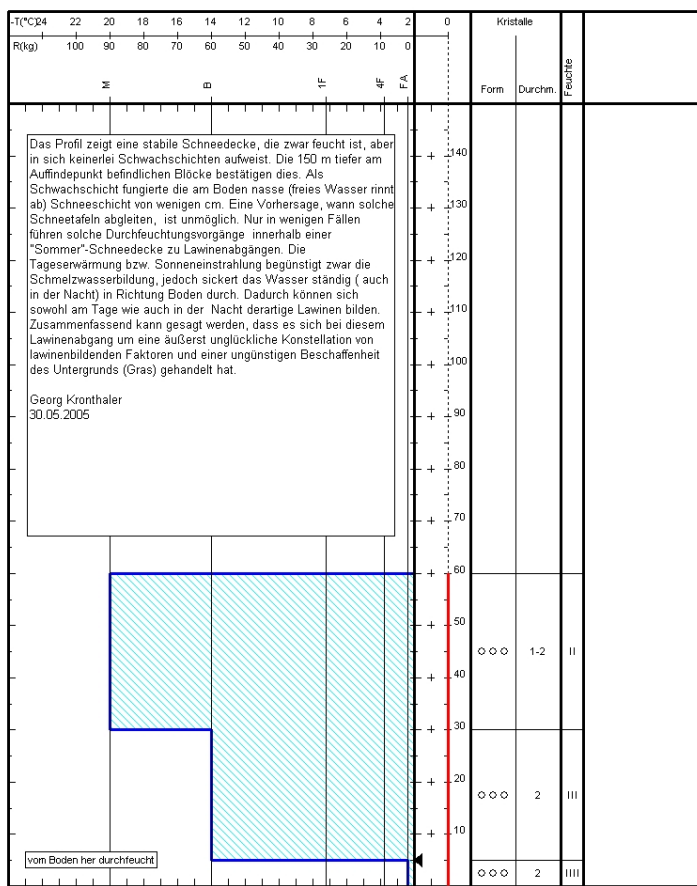 -T(°C)24 22 20 18 16 14 12 10 8 6 4 2 0 Kristalle
R(kg) 100 90 80 70 60 50 40 30 20 10 0
M B 1F 4F FA Form Durchm. Feuchte
Das Profil zeigt eine stabile Schneedecke, die zwar feucht ist, aber
in sich keinerlei Schwachschichten aufweist. Die 150 m tiefer am
Auffindepunkt befindlichen Blöcke bestätigen dies. Als
Schwachschicht fungierte die am Boden nasse (freies Wasser rinnt
ab) Schneeschicht von wenigen cm. Eine Vorhersage, wann solche
Schneetafeln abgleiten, ist unmöglich. Nur in wenigen Fällen
führen solche Durchfeuchtungsvorgänge innerhalb einer
"Sommer"-Schneedecke zu Lawinenabgängen. Die
Tageserwärmung bzw. Sonneneinstrahlung begünstigt zwar die
Schmelzwasserbildung, jedoch sickert das Wasser ständig ( auch
in der Nacht) in Richtung Boden durch. Dadurch können sich
sowohl am Tage wie auch in der Nacht derartige Lawinen bilden.
Zusammenfassend kann gesagt werden, dass es sich bei diesem
Lawinenabgang um eine äußerst unglückliche Konstellation von
lawinenbildenden Faktoren und einer ungünstigen Beschaffenheit
des Untergrunds (Gras) gehandelt hat.
Georg Kronthaler
30.05.2005
140
130
120
110
100
90
80
70
60
50
1-2 II
40
30
20
2 III
10
vom Boden her durchfeucht
2 IIII